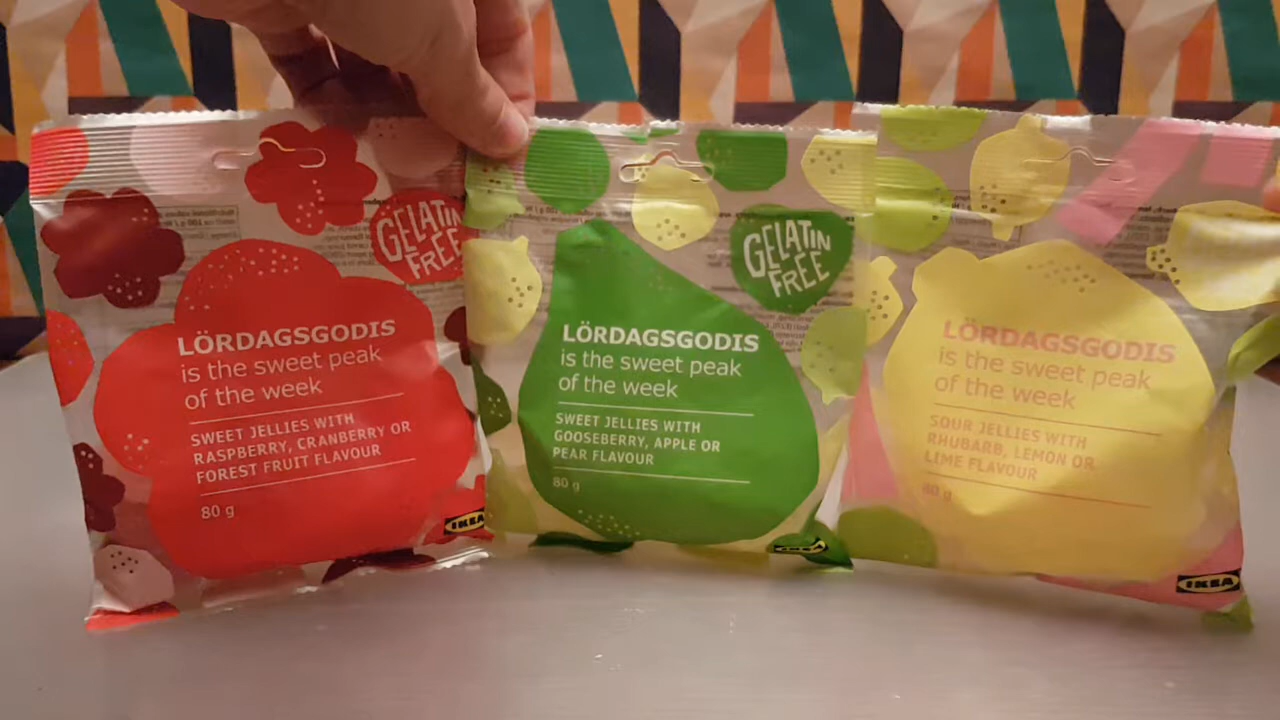 GELATIN
FREE
LÖRDAGSGODIS
is the sweet peak
of the week
SWEET JELLIES WITH
RASPBERRY, CRANBERRY OR
FOREST FRUIT FLAVOUR
80 g
IKEA
GELATIN
FREE
LÖRDAGSGODIS
is the sweet peak
of the week
SWEET JELLIES WITH
GOOSEBERRY, APPLE OR
PEAR FLAVOUR
80 g
IKEA
LÖRDAGSGODIS
is the sweet peak
of the week
SOUR JELLIES WITH
RHUBARB, LEMON OR
LIME FLAVOUR
80 g
IKEA